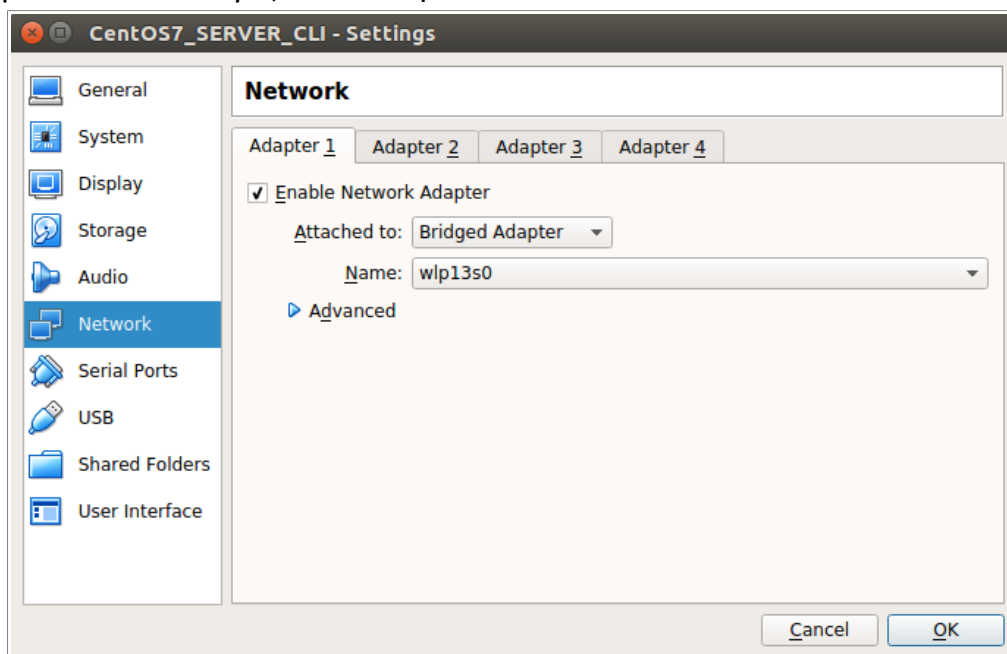 CentOS7_SERVER_CLI - Settings
General
System
Display
Storage
Audio
Network
Serial Ports
USB
Shared Folders
User Interface
Network
Adapter 1 Adapter 2 Adapter 3 Adapter 4
Enable Network Adapter
Attached to: Bridged Adapter
Name: wlp13s0
Advanced
Cancel OK